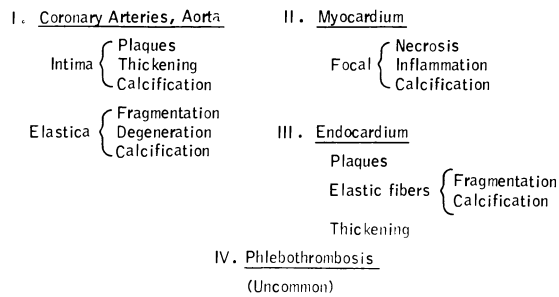 I. Coronary Arteries, Aorta
Intima
Plaques
Thickening
Calcification
Elastica
Fragmentation
Degeneration
Calcification
II. Myocardium
Focal
Necrosis
Inflammation
Calcification
III. Endocardium
Plaques
Elastic fibers
Fragmentation
Calcification
Thickening
IV. Phlebothrombosis
(Uncommon)